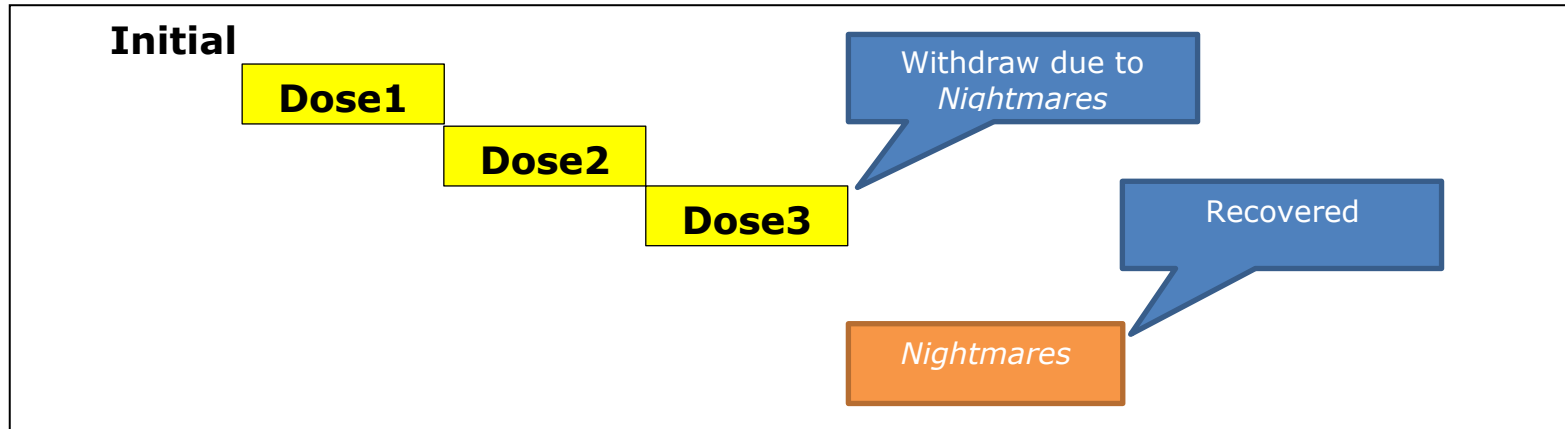 Initial
Dose1
Dose2
Dose3
Withdraw due to
Nightmares
Recovered
Nightmares